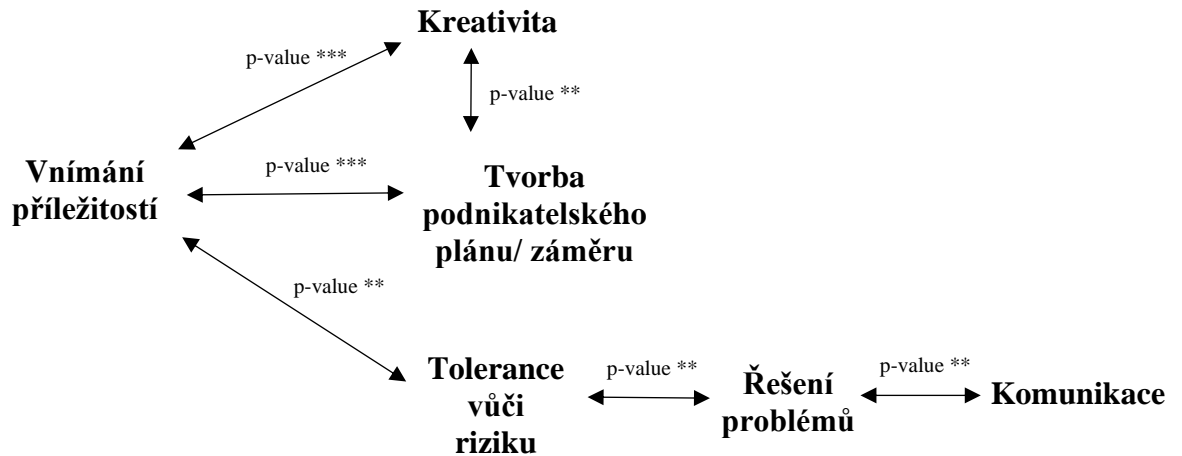 Kreativita
p-value ***
p-value **
Vnímání
příležitostí
p-value ***
Tvorba
podnikatelského
plánu/ záměru
p-value **
Tolerance
vůči
riziku
p-value **
Řešení
problémů
p-value **
Komunikace